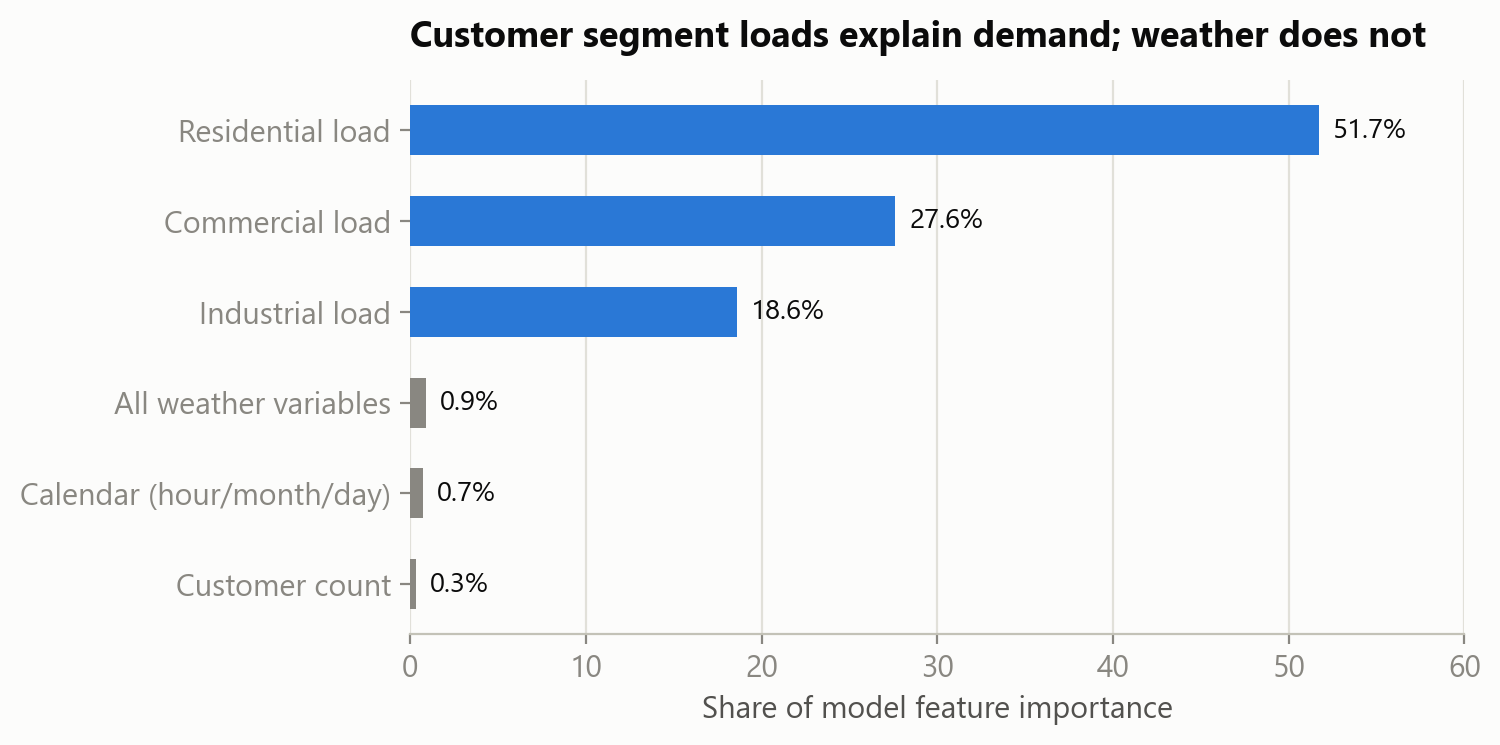 Customer segment loads explain demand; weather does not
Residential load
51.7%
Commercial load
27.6%
Industrial load
18.6%
All weather variables
0.9%
Calendar (hour/month/day)
0.7%
Customer count
0.3%
0 10 20 30 40 50 60
Share of model feature importance